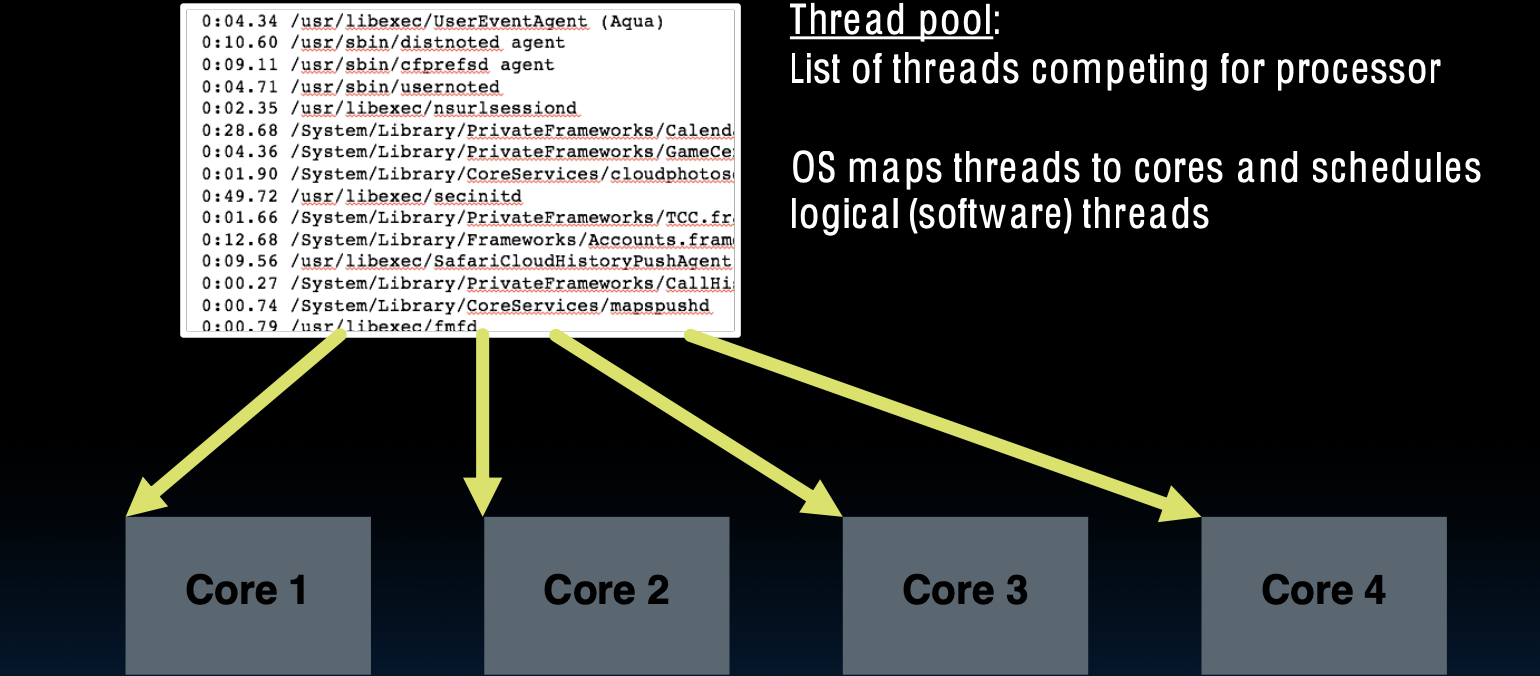 0:04.34 /usr/libexec/UserEventAgent (Aqua)
0:10.60 /usr/sbin/distnoted agent
0:09.11 /usr/sbin/cfprefsd agent
0:04.71 /usr/sbin/usernoted
0:02.35 /usr/libexec/nsurlsessiond
0:28.68 /System/Library/PrivateFrameworks/Calend
0:04.36 /System/Library/PrivateFrameworks/GameCe
0:01.90 /System/Library/CoreServices/cloudphotos
0:49.72 /usr/libexec/secinitd
0:01.66 /System/Library/PrivateFrameworks/TCC.fr
0:12.68 /System/Library/Frameworks/Accounts.fram
0:09.56 /usr/libexec/SafariCloudHistoryPushAgent
0:00.27 /System/Library/PrivateFrameworks/CallHi
0:00.74 /System/Library/CoreServices/mapspushd
0:00.79 /usr/libexec/fmfd
Thread pool:
List of threads competing for processor
OS maps threads to cores and schedules
logical (software) threads
Core 1
Core 2
Core 3
Core 4